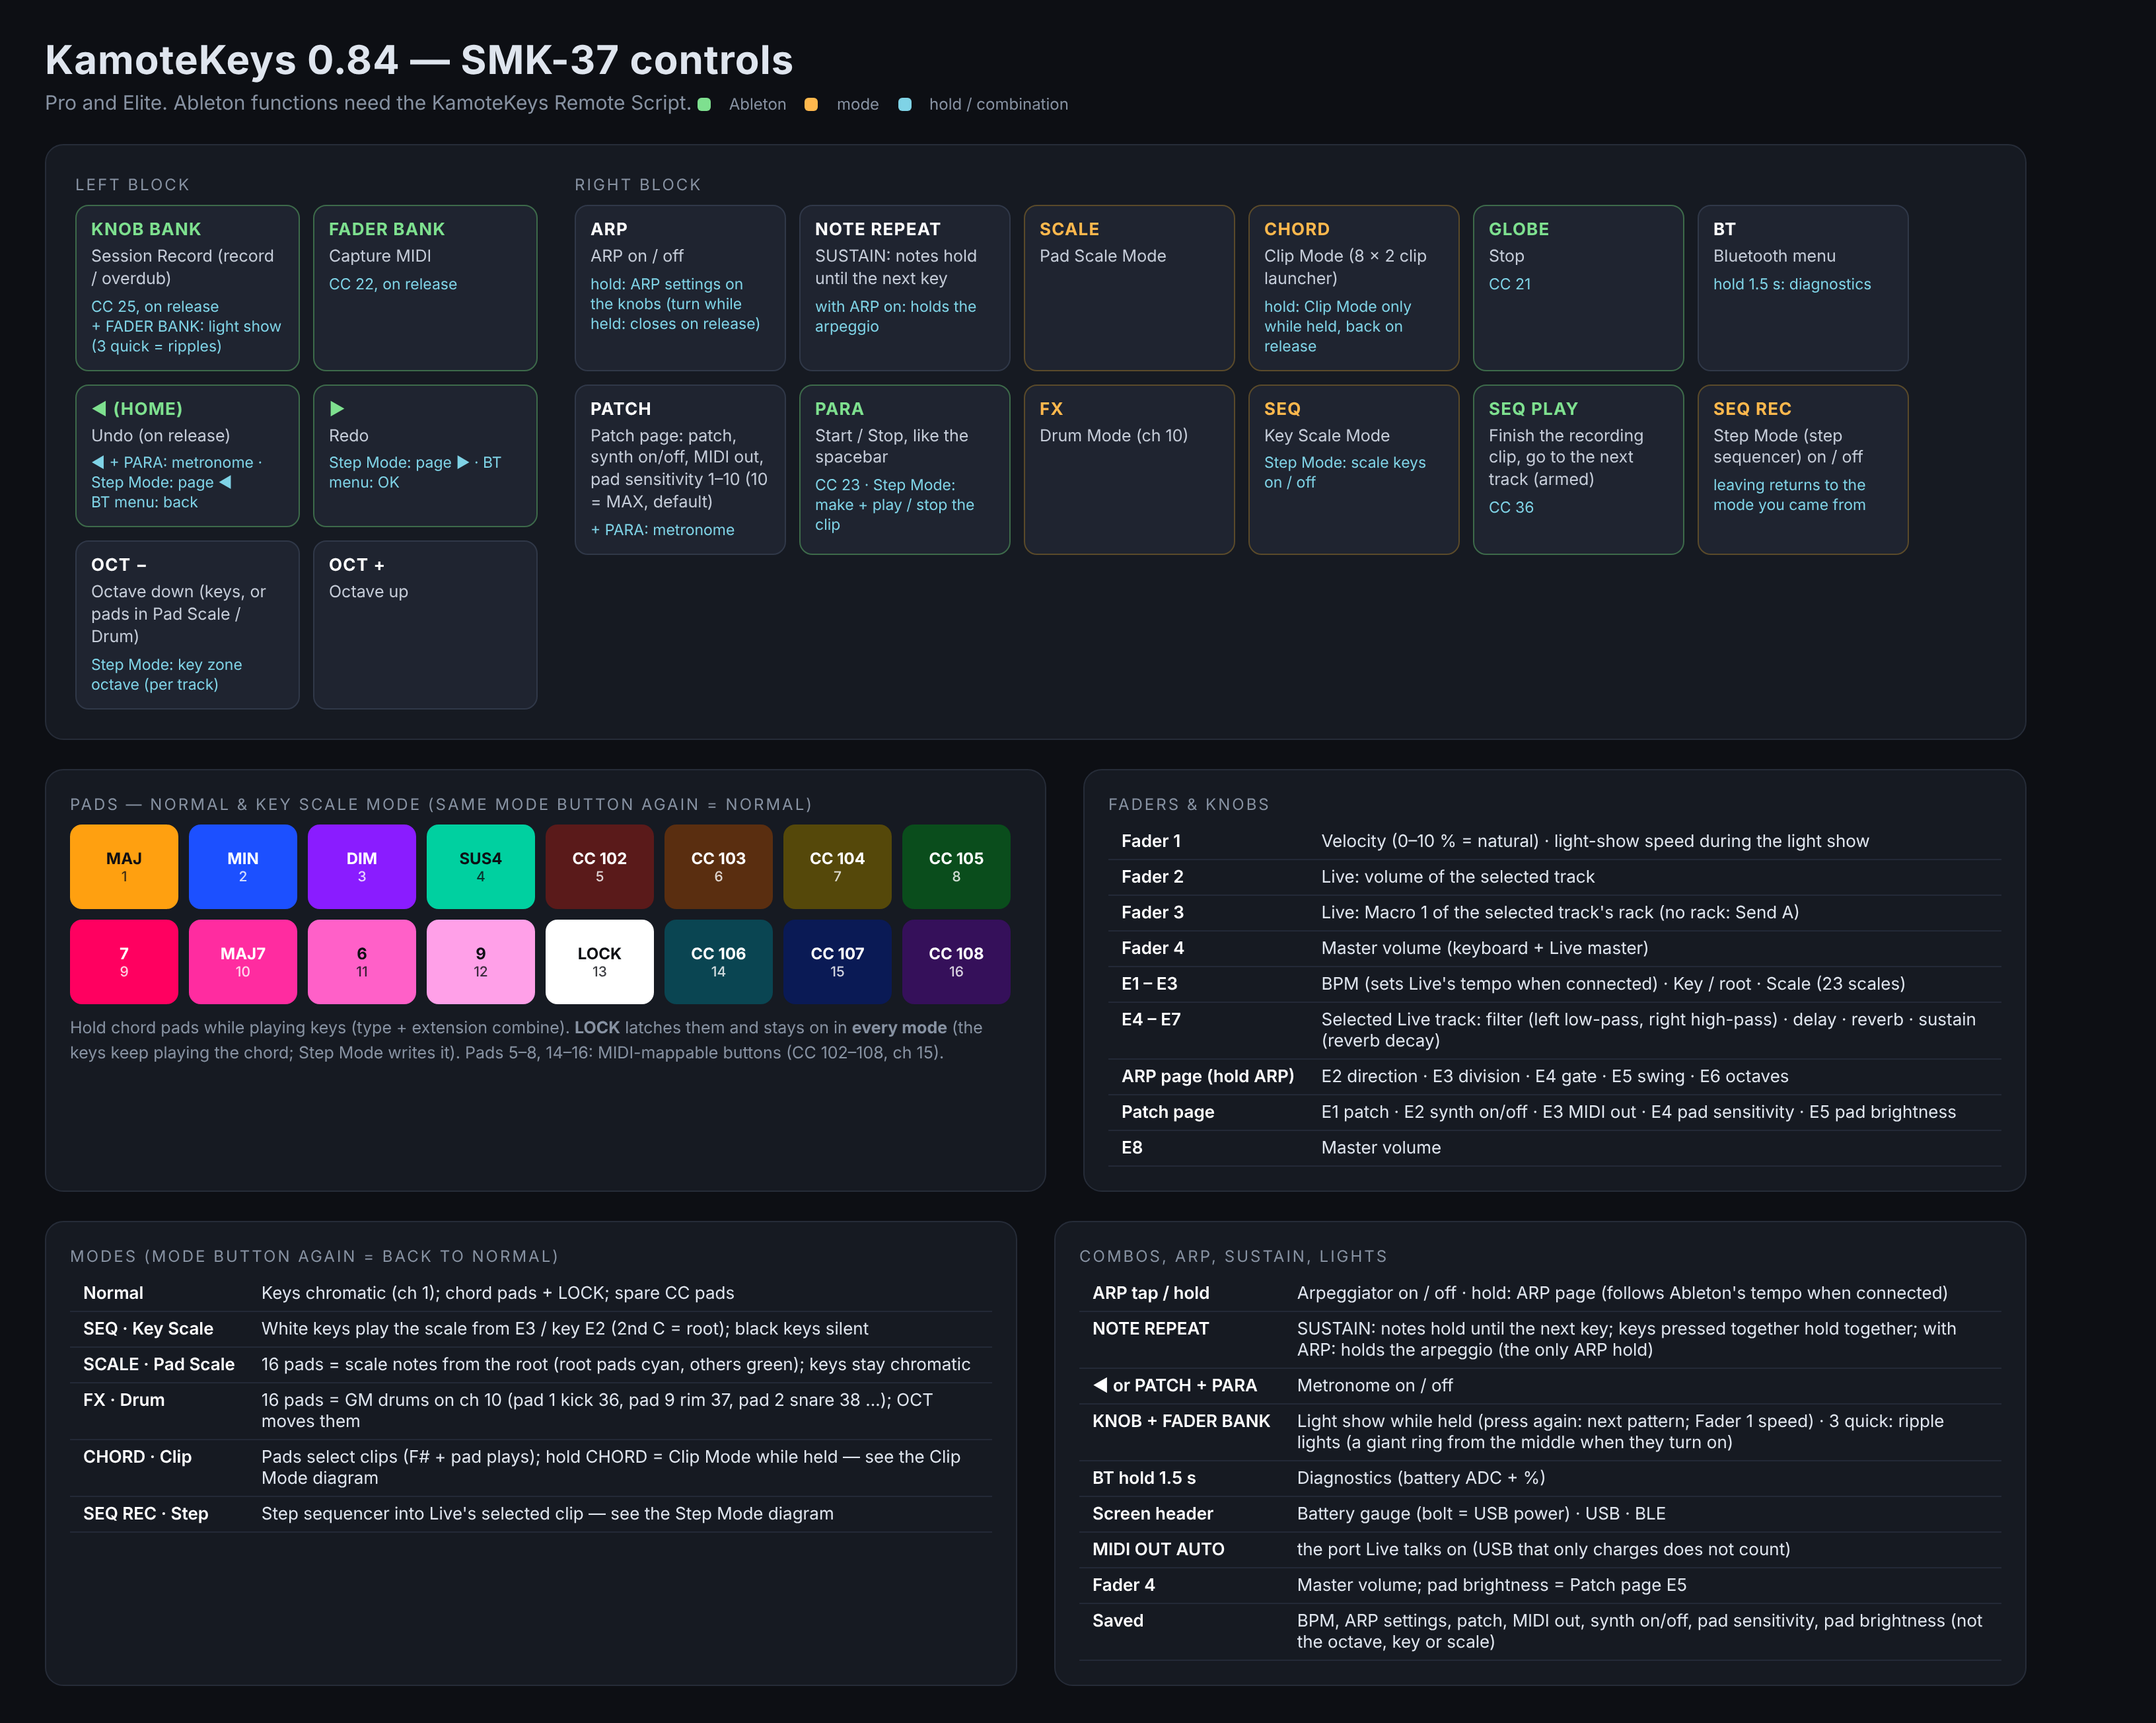 KamoteKeys 0.84 — SMK-37 controls
Pro and Elite. Ableton functions need the KamoteKeys Remote Script. Ableton mode hold / combination
LEFT BLOCK
KNOB BANK
Session Record (record
/ overdub)
CC 25, on release
+ FADER BANK: light show
(3 quick = ripples)
FADER BANK
Capture MIDI
CC 22, on release
◀ (HOME)
Undo (on release)
◀ + PARA: metronome ·
Step Mode: page ◀
BT menu: back
▶
Redo
Step Mode: page ▶ · BT
menu: OK
OCT −
Octave down (keys, or
pads in Pad Scale /
Drum)
Step Mode: key zone
octave (per track)
OCT +
Octave up
RIGHT BLOCK
ARP
ARP on / off
hold: ARP settings on
the knobs (turn while
held: closes on release)
NOTE REPEAT
SUSTAIN: notes hold
until the next key
with ARP on: holds the
arpeggio
SCALE
Pad Scale Mode
CHORD
Clip Mode (8 × 2 clip
launcher)
hold: Clip Mode only
while held, back on
release
GLOBE
Stop
CC 21
BT
Bluetooth menu
hold 1.5 s: diagnostics
PATCH
Patch page: patch,
synth on/off, MIDI out,
pad sensitivity 1–10 (10
= MAX, default)
+ PARA: metronome
PARA
Start / Stop, like the
spacebar
CC 23 · Step Mode:
make + play / stop the
clip
FX
Drum Mode (ch 10)
SEQ
Key Scale Mode
Step Mode: scale keys
on / off
SEQ PLAY
Finish the recording
clip, go to the next
track (armed)
CC 36
SEQ REC
Step Mode (step
sequencer) on / off
leaving returns to the
mode you came from
PADS — NORMAL & KEY SCALE MODE (SAME MODE BUTTON AGAIN = NORMAL)
MAJ
1
MIN
2
DIM
3
SUS4
4
CC 102
5
CC 103
6
CC 104
7
CC 105
8
7
9
MAJ7
10
6
11
9
12
LOCK
13
CC 106
14
CC 107
15
CC 108
16
Hold chord pads while playing keys (type + extension combine). LOCK latches them and stays on in every mode (the
keys keep playing the chord; Step Mode writes it). Pads 5–8, 14–16: MIDI-mappable buttons (CC 102–108, ch 15).
FADERS & KNOBS
Fader 1 Velocity (0–10 % = natural) · light-show speed during the light show
Fader 2 Live: volume of the selected track
Fader 3 Live: Macro 1 of the selected track's rack (no rack: Send A)
Fader 4 Master volume (keyboard + Live master)
E1 – E3 BPM (sets Live's tempo when connected) · Key / root · Scale (23 scales)
E4 – E7 Selected Live track: filter (left low-pass, right high-pass) · delay · reverb · sustain
(reverb decay)
ARP page (hold ARP) E2 direction · E3 division · E4 gate · E5 swing · E6 octaves
Patch page E1 patch · E2 synth on/off · E3 MIDI out · E4 pad sensitivity · E5 pad brightness
E8 Master volume
MODES (MODE BUTTON AGAIN = BACK TO NORMAL)
Normal Keys chromatic (ch 1); chord pads + LOCK; spare CC pads
SEQ · Key Scale White keys play the scale from E3 / key E2 (2nd C = root); black keys silent
SCALE · Pad Scale 16 pads = scale notes from the root (root pads cyan, others green); keys stay chromatic
FX · Drum 16 pads = GM drums on ch 10 (pad 1 kick 36, pad 9 rim 37, pad 2 snare 38 …); OCT
moves them
CHORD · Clip Pads select clips (F# + pad plays); hold CHORD = Clip Mode while held — see the Clip
Mode diagram
SEQ REC · Step Step sequencer into Live's selected clip — see the Step Mode diagram
COMBOS, ARP, SUSTAIN, LIGHTS
ARP tap / hold Arpeggiator on / off · hold: ARP page (follows Ableton's tempo when connected)
NOTE REPEAT SUSTAIN: notes hold until the next key; keys pressed together hold together; with
ARP: holds the arpeggio (the only ARP hold)
◀ or PATCH + PARA Metronome on / off
KNOB + FADER BANK Light show while held (press again: next pattern; Fader 1 speed) · 3 quick: ripple
lights (a giant ring from the middle when they turn on)
BT hold 1.5 s Diagnostics (battery ADC + %)
Screen header Battery gauge (bolt = USB power) · USB · BLE
MIDI OUT AUTO the port Live talks on (USB that only charges does not count)
Fader 4 Master volume; pad brightness = Patch page E5
Saved BPM, ARP settings, patch, MIDI out, synth on/off, pad sensitivity, pad brightness (not
the octave, key or scale)